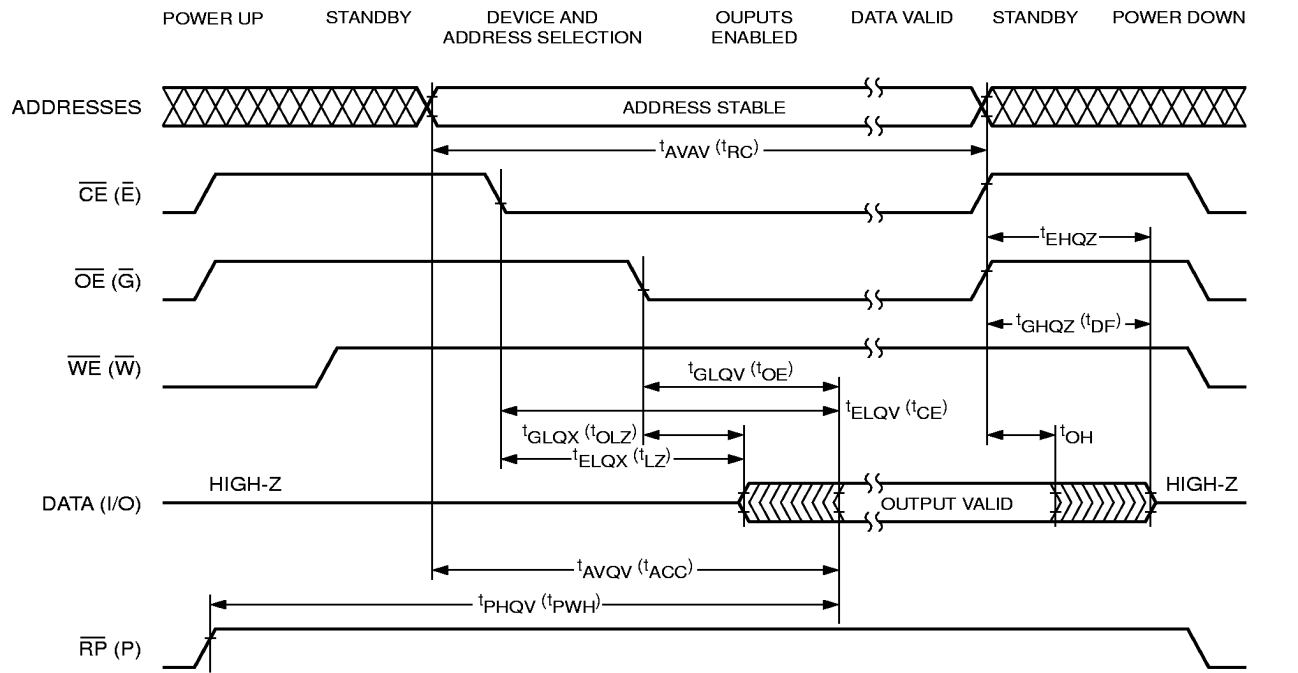 POWER UP STANDBY DEVICE AND OUPUTS DATA VALID STANDBY POWER DOWN
ADDRESS SELECTION ENABLED
ADDRESSES ADDRESS STABLE
tAVAV (tRC)
CE (E)
tEHQZ
OE (G)
tGHQZ (tDF)
WE (W)
tGLQV (tOE)
tELQV (tCE)
tGLQX (tOLZ) tOH
tELQX (tLZ)
HIGH-Z HIGH-Z
DATA (I/O) OUTPUT VALID
tAVQV (tACC)
tPHQV (tPWH)
RP (P)